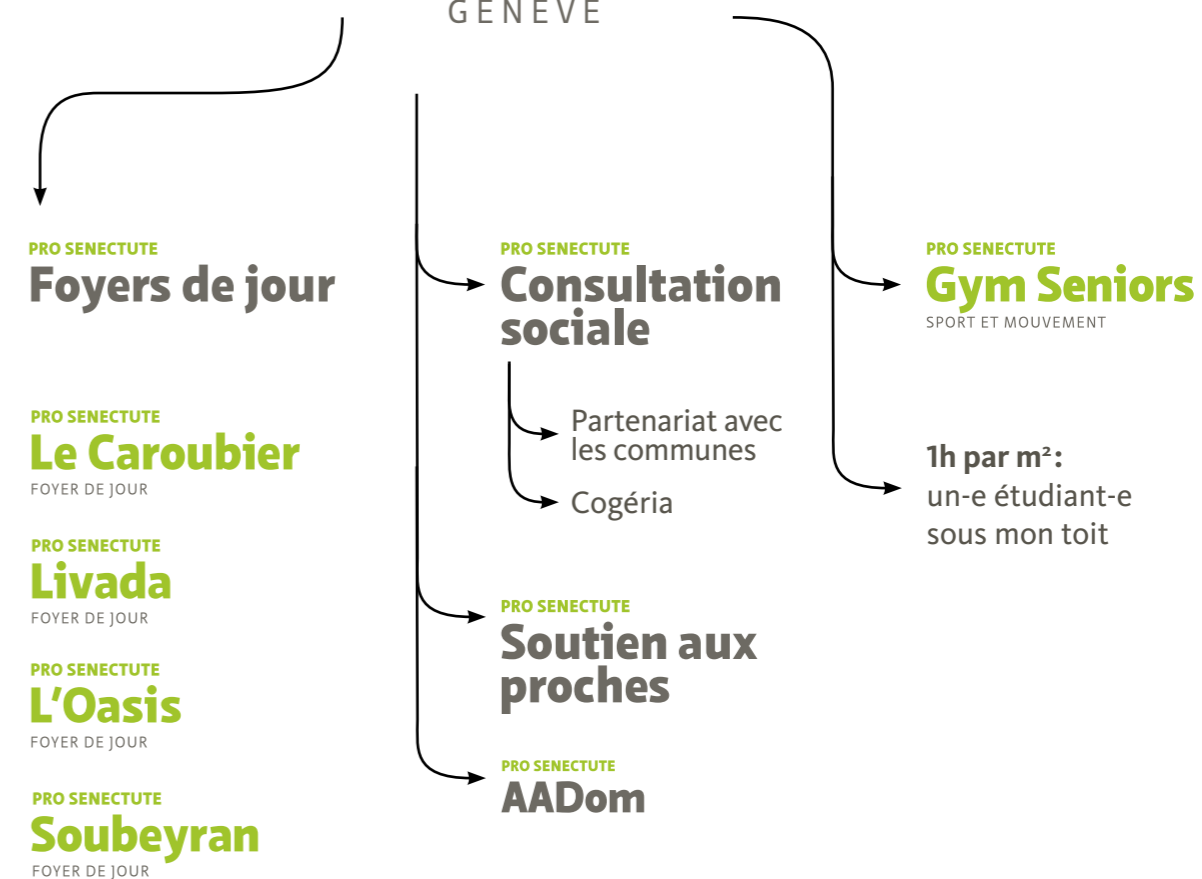 GENEVE
PRO SENECTUTE
Foyers de jour
PRO SENECTUTE
Le Caroubier
FOYER DE JOUR
PRO SENECTUTE
Livada
FOYER DE JOUR
PRO SENECTUTE
L’Oasis
FOYER DE JOUR
PRO SENECTUTE
Soubeyran
FOYER DE JOUR
PRO SENECTUTE
Consultation
sociale
Partenariat avec
les communes
Cogéria
PRO SENECTUTE
Soutien aux
proches
PRO SENECTUTE
AADom
PRO SENECTUTE
Gym Seniors
SPORT ET MOUVEMENT
1h par m² :
un-e étudiant-e
sous mon toit